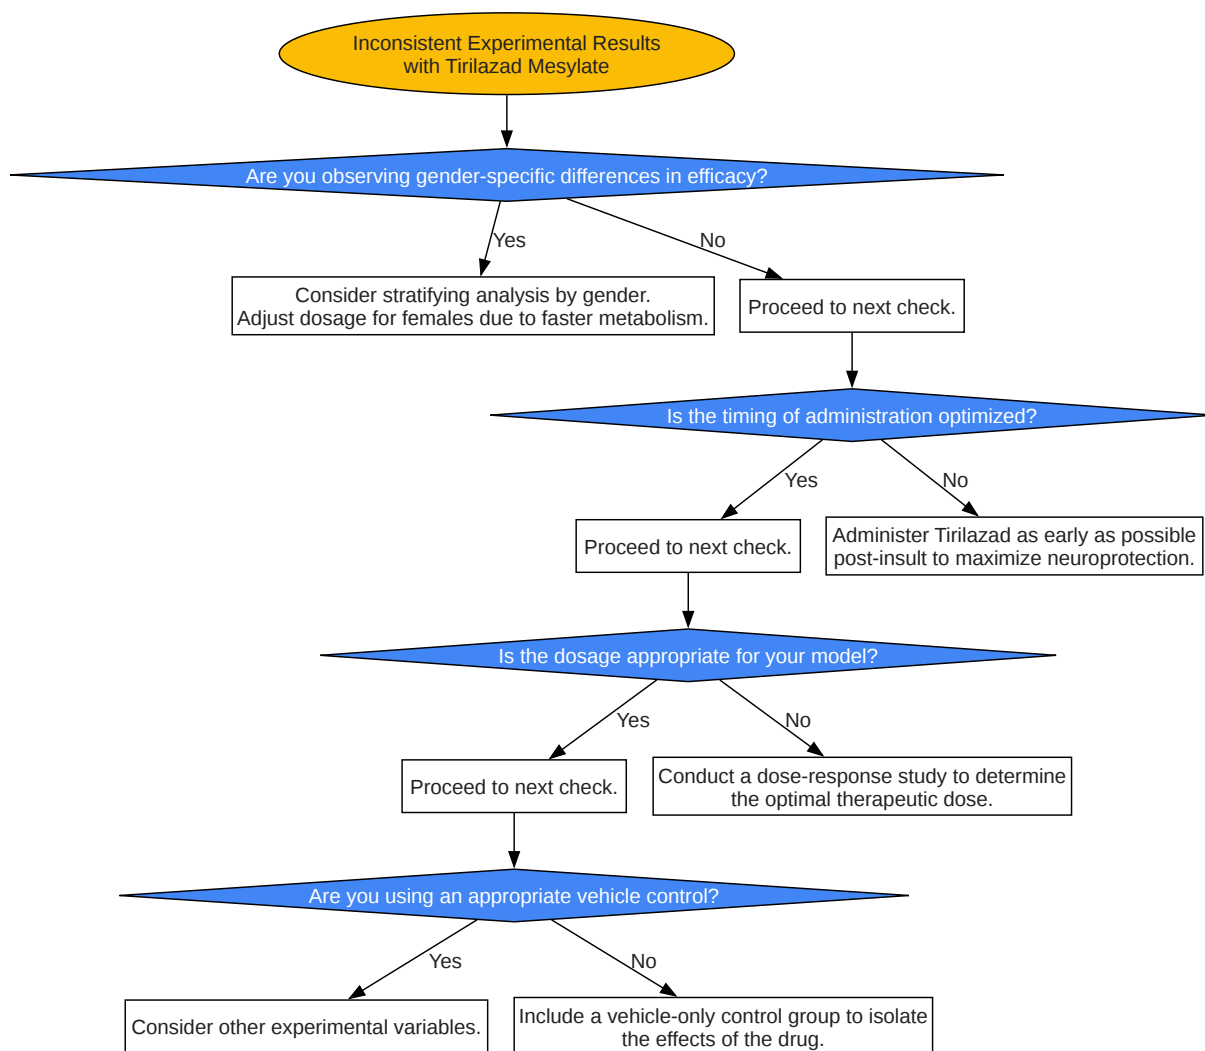 Inconsistent Experimental Results
with Tirilazad Mesylate
Are you observing gender-specific differences in efficacy?
Yes
No
Consider stratifying analysis by gender.
Adjust dosage for females due to faster metabolism.
Proceed to next check.
Is the timing of administration optimized?
Yes
No
Proceed to next check.
Administer Tirilazad as early as possible
post-insult to maximize neuroprotection.
Is the dosage appropriate for your model?
Yes
No
Proceed to next check.
Conduct a dose-response study to determine
the optimal therapeutic dose.
Are you using an appropriate vehicle control?
Yes
No
Consider other experimental variables.
Include a vehicle-only control group to isolate
the effects of the drug.